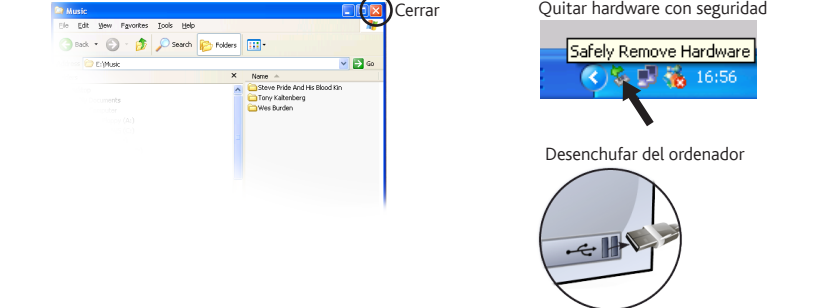 Music
Cerrar
File Edit View Favorites Tools Help
Back Search Folders
E:\Music Go
Name
Steve Pride And His Blood Kin
Tony Kaltenberg
Wes Burden
Quitar hardware con seguridad
Safely Remove Hardware
16:56
Desenchufar del ordenador